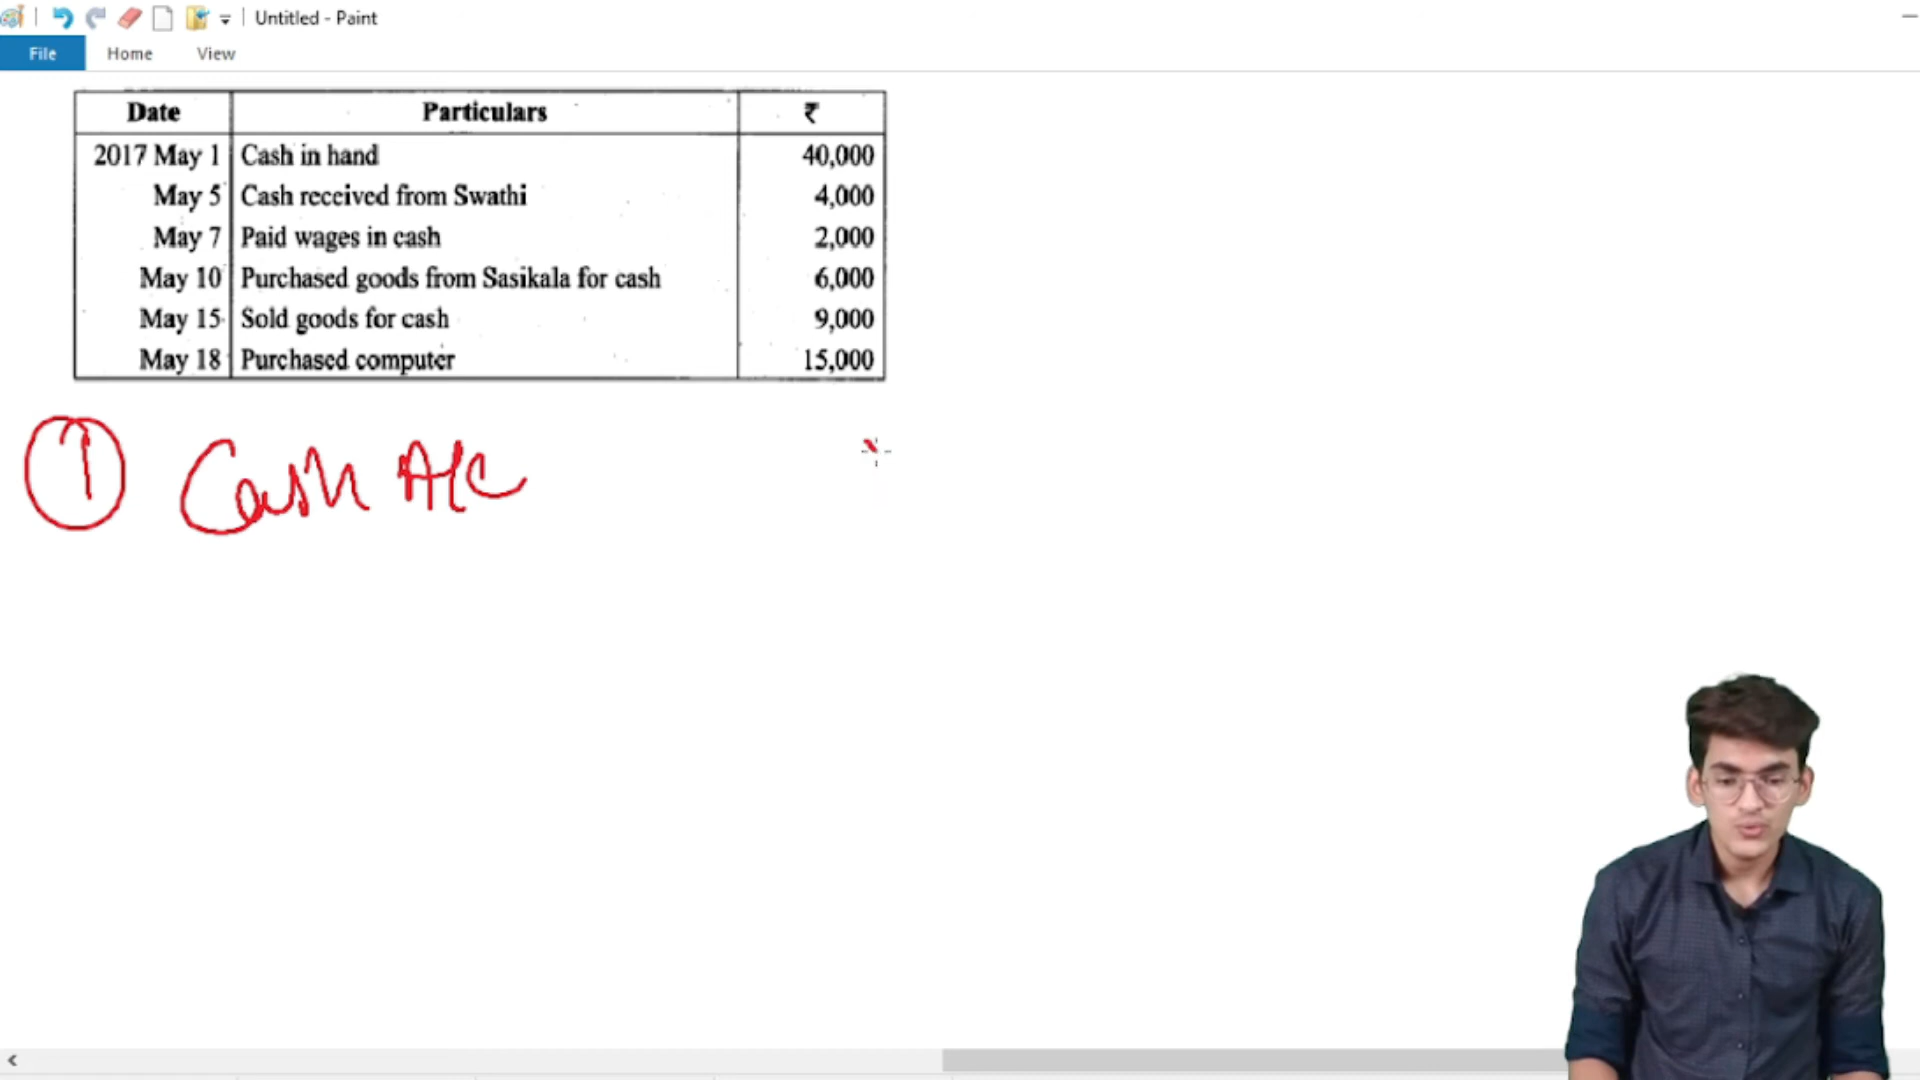 Untitled - Paint
File Home View
Date Particulars ₹
2017 May 1 Cash in hand 40,000
May 5 Cash received from Swathi 4,000
May 7 Paid wages in cash 2,000
May 10 Purchased goods from Sasikala for cash 6,000
May 15 Sold goods for cash 9,000
May 18 Purchased computer 15,000
1 Cash A/C